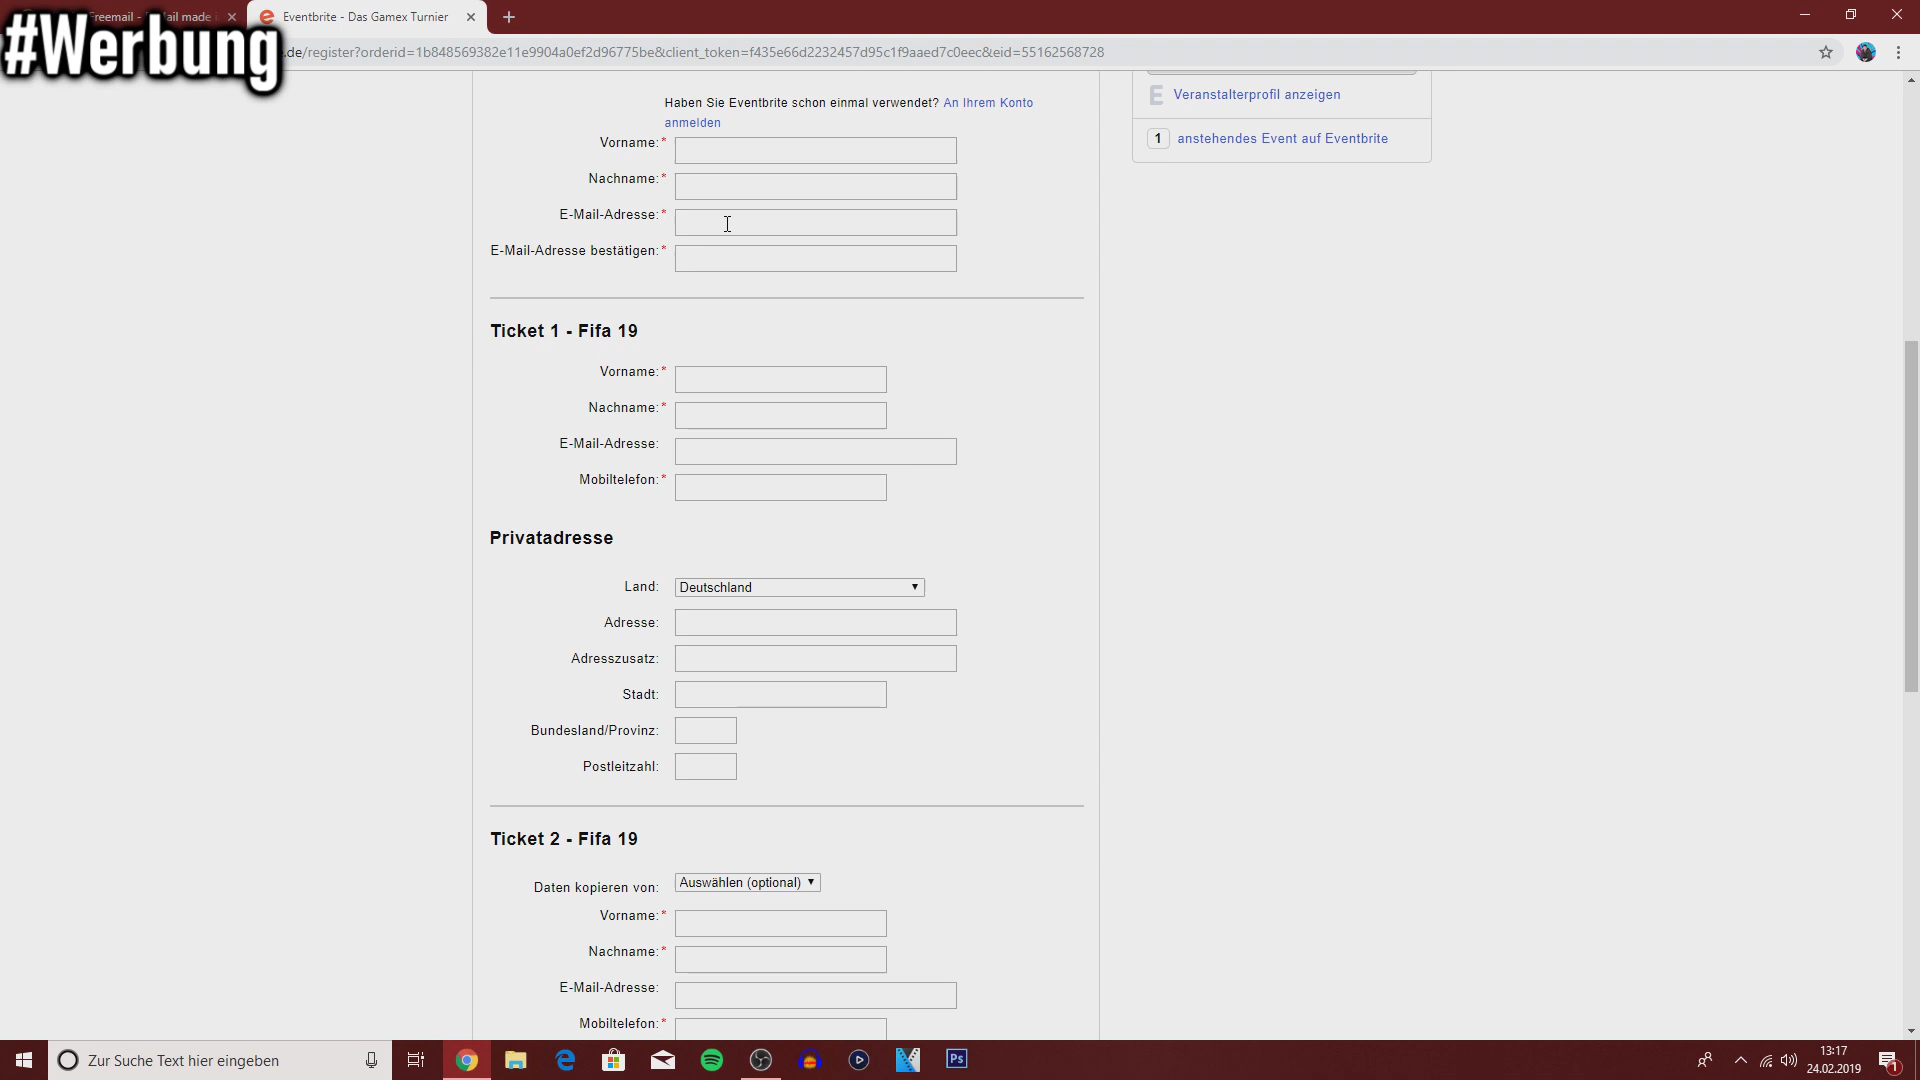 #Werbung
Freemail -
ail made
Eventbrite - Das Gamex Turnier
.de/register?orderid=1b848569382e11e9904a0ef2d96775be&client_token=f435e66d2232457d95c1f9aaed7c0eec&eid=55162568728
Haben Sie Eventbrite schon einmal verwendet? An Ihrem Konto
anmelden
Vorname:*
Nachname:*
E-Mail-Adresse:*
E-Mail-Adresse bestätigen:*
E Veranstalterprofil anzeigen
1 anstehendes Event auf Eventbrite
Ticket 1 - Fifa 19
Vorname:*
Nachname:*
E-Mail-Adresse:
Mobiltelefon:*
Privatadresse
Land: Deutschland
Adresse:
Adresszusatz:
Stadt:
Bundesland/Provinz:
Postleitzahl:
Ticket 2 - Fifa 19
Daten kopieren von: Auswählen (optional)
Vorname:*
Nachname:*
E-Mail-Adresse:
Mobiltelefon:*
Zur Suche Text hier eingeben
Ps
13:17
24.02.2019
1